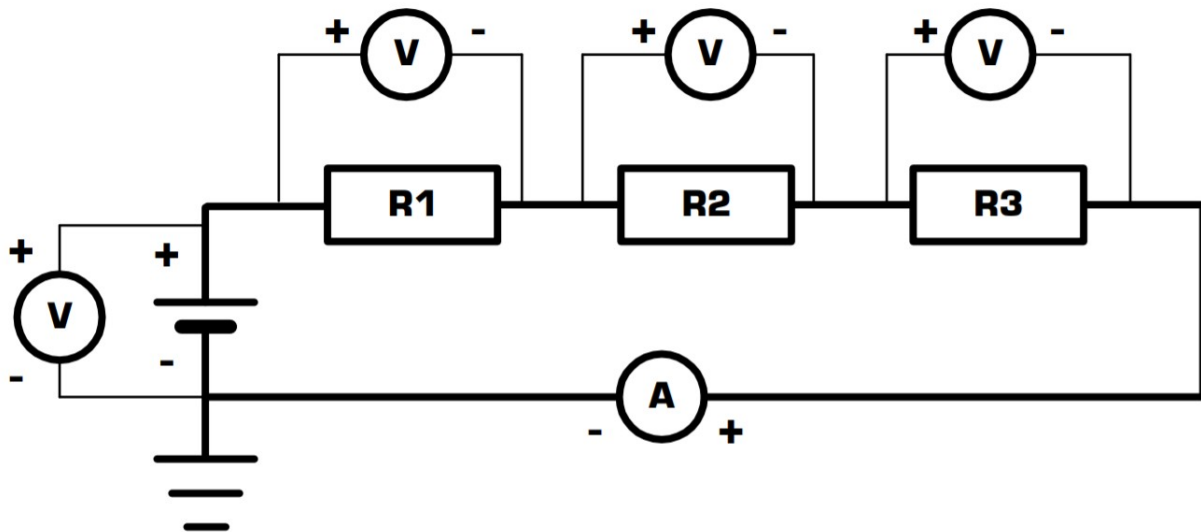 + V - + V - + V -
R1 R2 R3
+ +
V
- -
A
- +